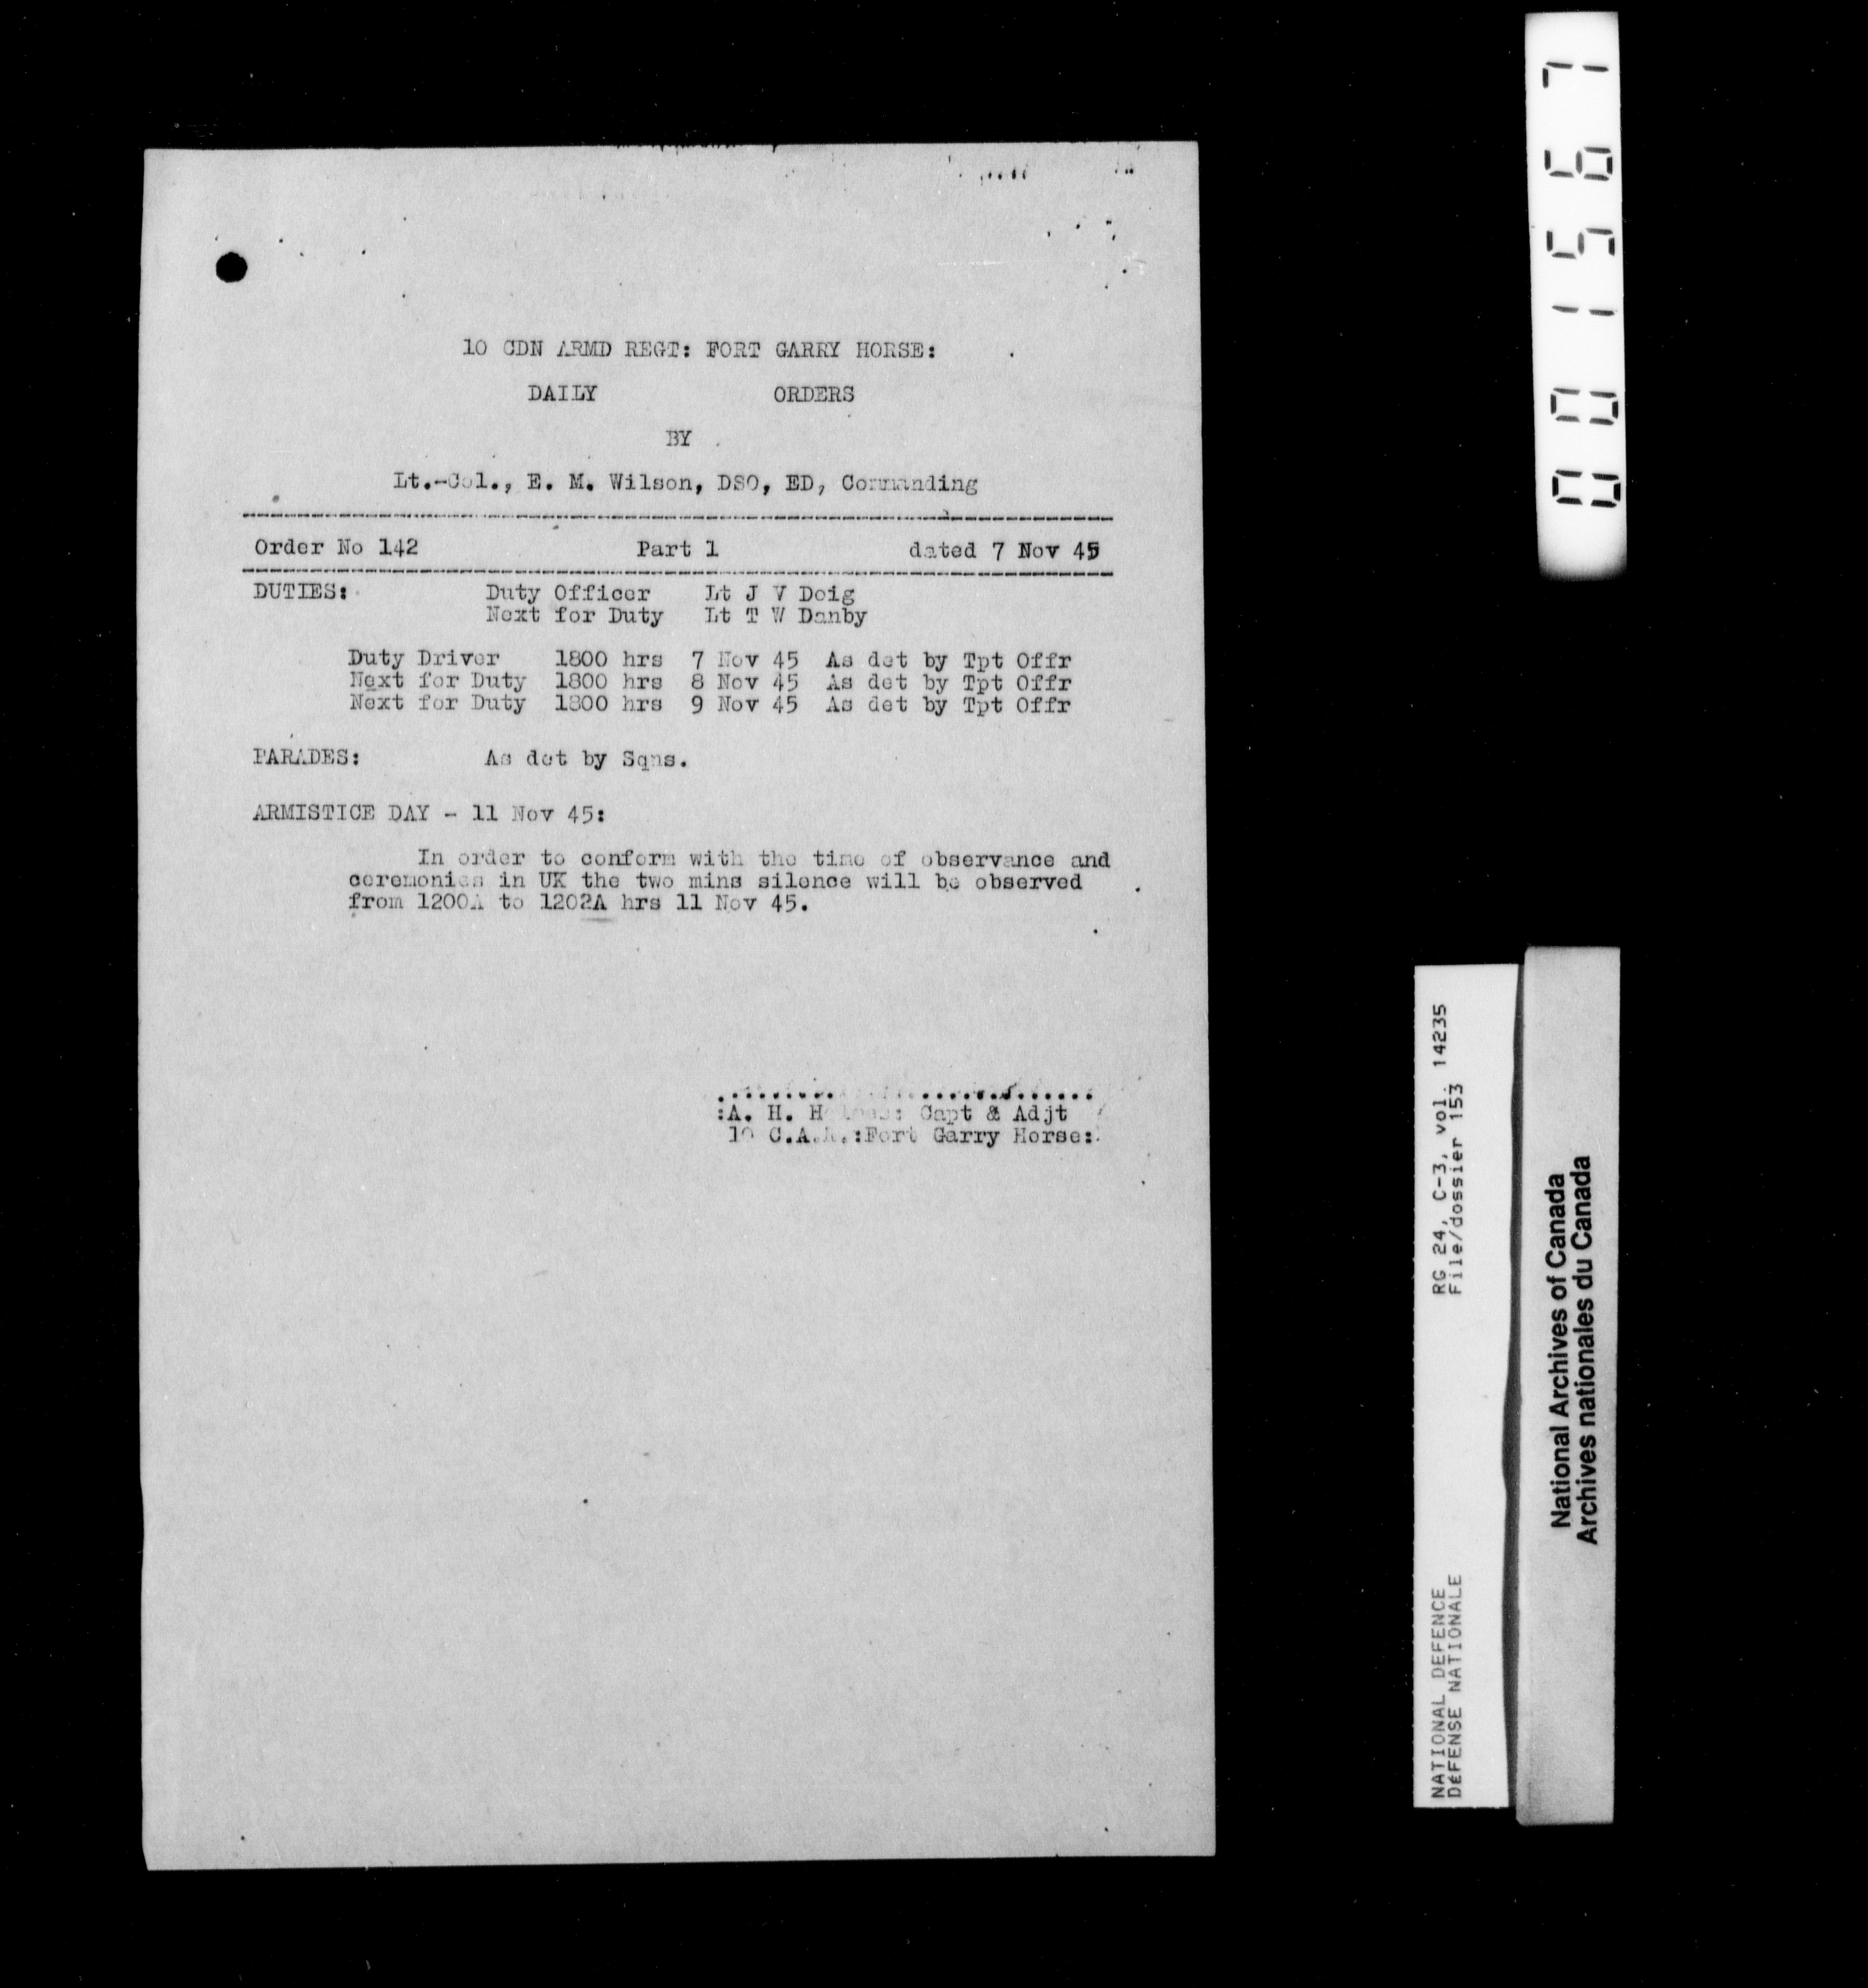 10 CDN ARMD REGT: FORT GARRY HORSE:
DAILY ORDERS
BY
Lt.-Col., E. M. Wilson, DSO, ED, Commanding
Order No 142 Part 1 dated 7 Nov 45
DUTIES: Duty Officer Lt J V Doig
Next for Duty Lt T W Danby
Duty Driver 1800 hrs 7 Nov 45 As det by Tpt Offr
Next for Duty 1800 hrs 8 Nov 45 As det by Tpt Offr
Next for Duty 1800 hrs 9 Nov 45 As det by Tpt Offr
PARADES: As det by Sqns.
ARMISTICE DAY - 11 Nov 45:
In order to conform with the time of observance and
ceremonies in UK the two mins silence will be observed
from 1200A to 1202A hrs 11 Nov 45.
:A. H. : Capt & Adjt
10 C.A.R.:Fort Garry Horse:
001567
NATIONAL DEFENCE RG 24, C-3, vol. 14235
DéFENSE NATIONALE File/dossier 153
National Archives of Canada
Archives nationales du Canada